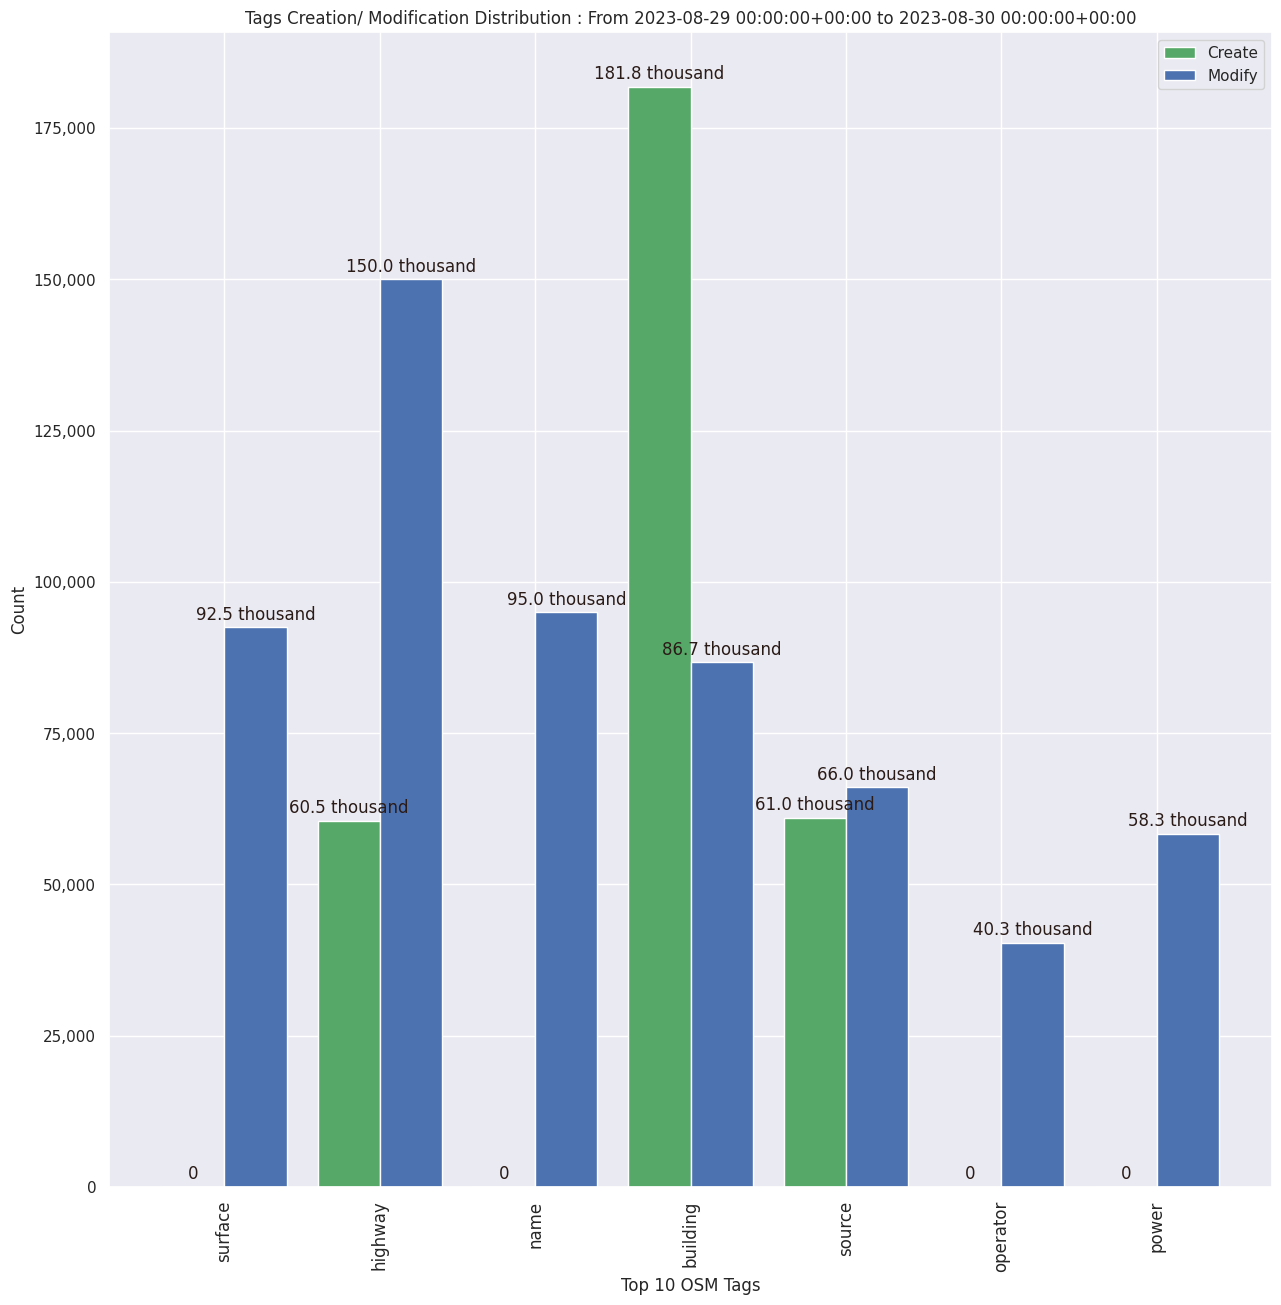 Tags Creation/ Modification Distribution : From 2023-08-29 00:00:00+00:00 to 2023-08-30 00:00:00+00:00
Create
Modify
181.8 thousand
175,000
150.0 thousand
150,000
125,000
100,000
95.0 thousand
92.5 thousand
86.7 thousand
Count
75,000
66.0 thousand
61.0 thousand
60.5 thousand
58.3 thousand
50,000
40.3 thousand
25,000
0
0
0
0
0
surface
highway
name
building
source
operator
power
Top 10 OSM Tags